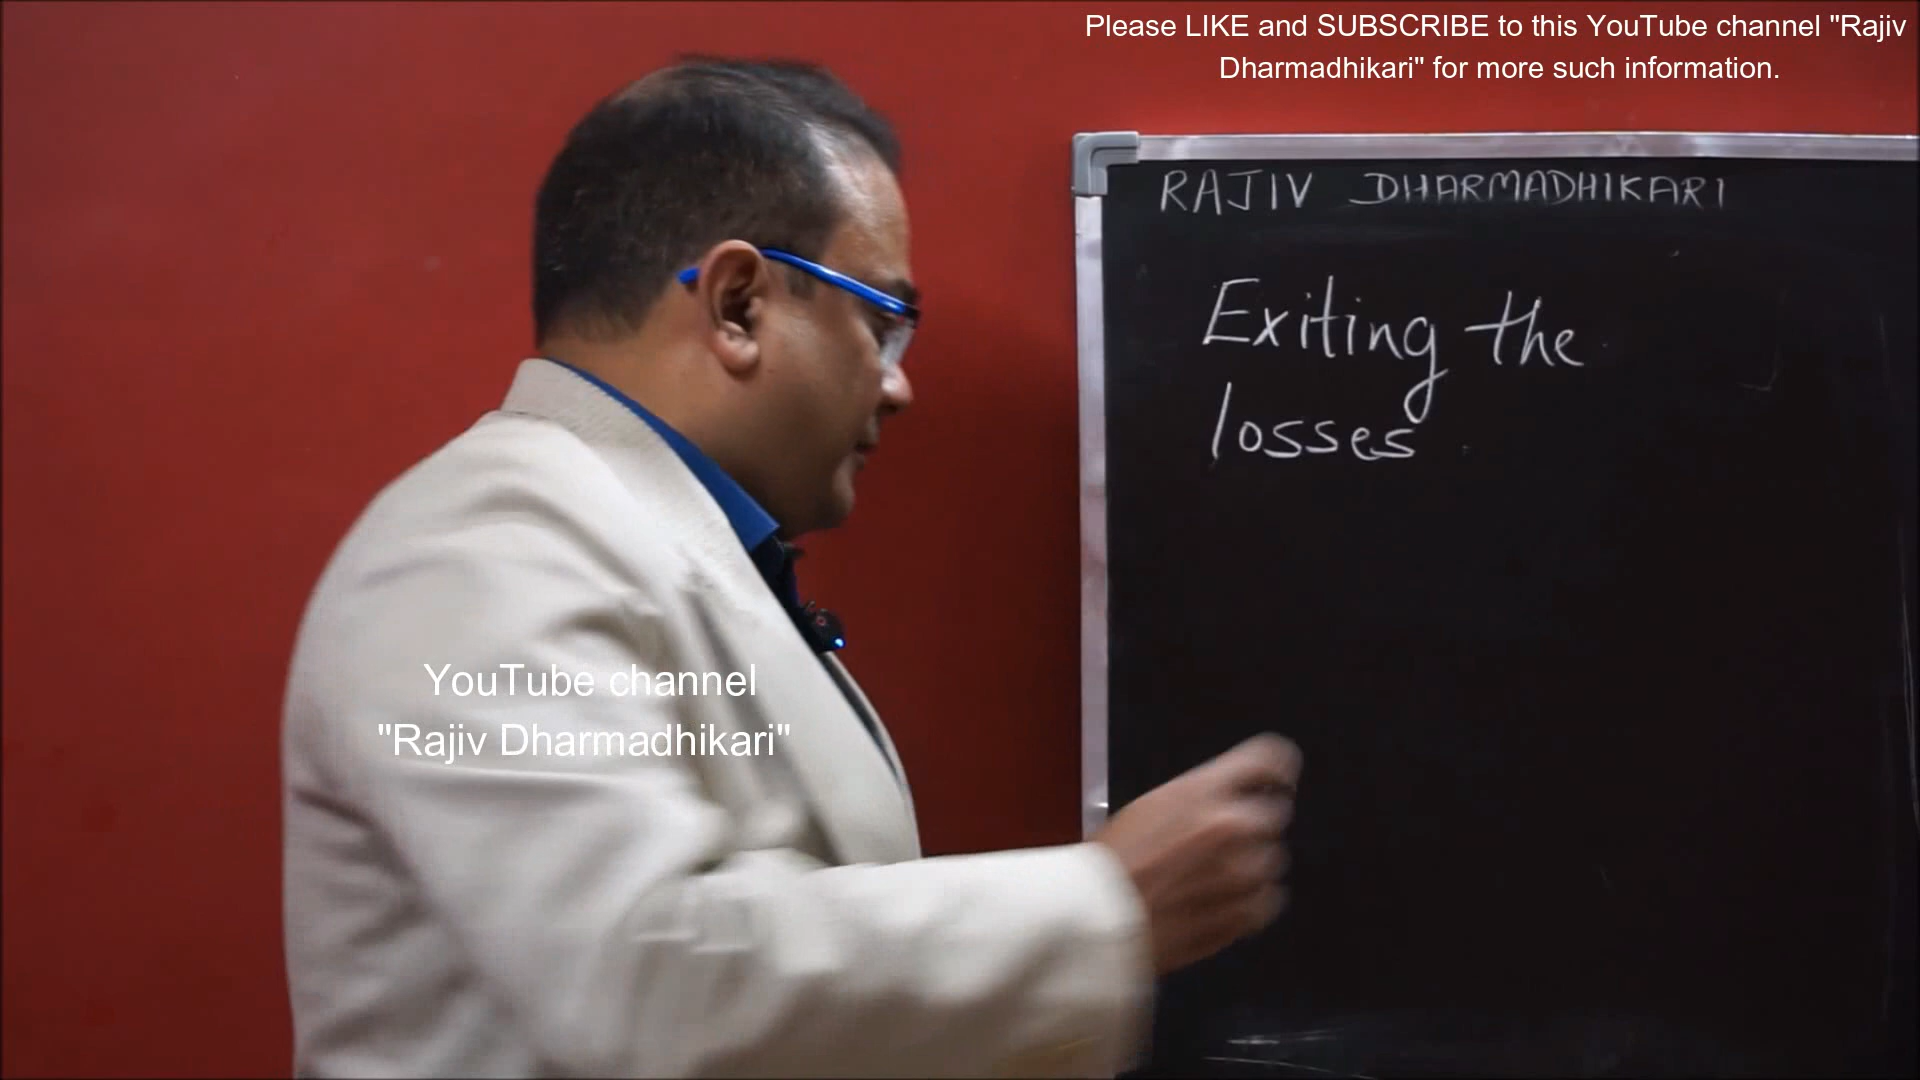 Please LIKE and SUBSCRIBE to this YouTube channel "Rajiv
Dharmadhikari" for more such information.
RAJIV DHARMADHIKARI
Exiting the
losses
YouTube channel
"Rajiv Dharmadhikari"